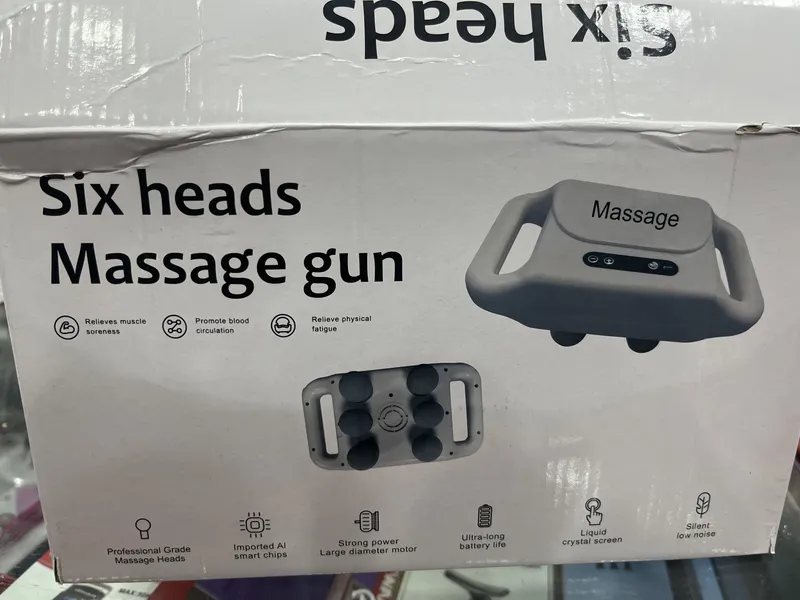 Six heads
Six heads
Massage gun
Massage
Relieves muscle
soreness
Promote blood
circulation
Relieve physical
fatigue
Professional Grade
Massage Heads
Imported AI
smart chips
Strong power
Large diameter motor
Ultra-long
battery life
Liquid
crystal screen
Silent
low noise